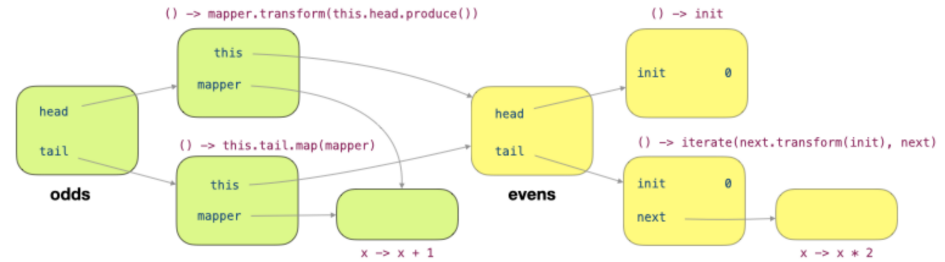 () -> mapper.transform(this.head.produce())
() -> init
this
mapper
init 0
head
tail
odds
head
tail
evens
() -> this.tail.map(mapper)
() -> iterate(next.transform(init), next)
this
mapper
init 0
next
x -> x + 1
x -> x * 2